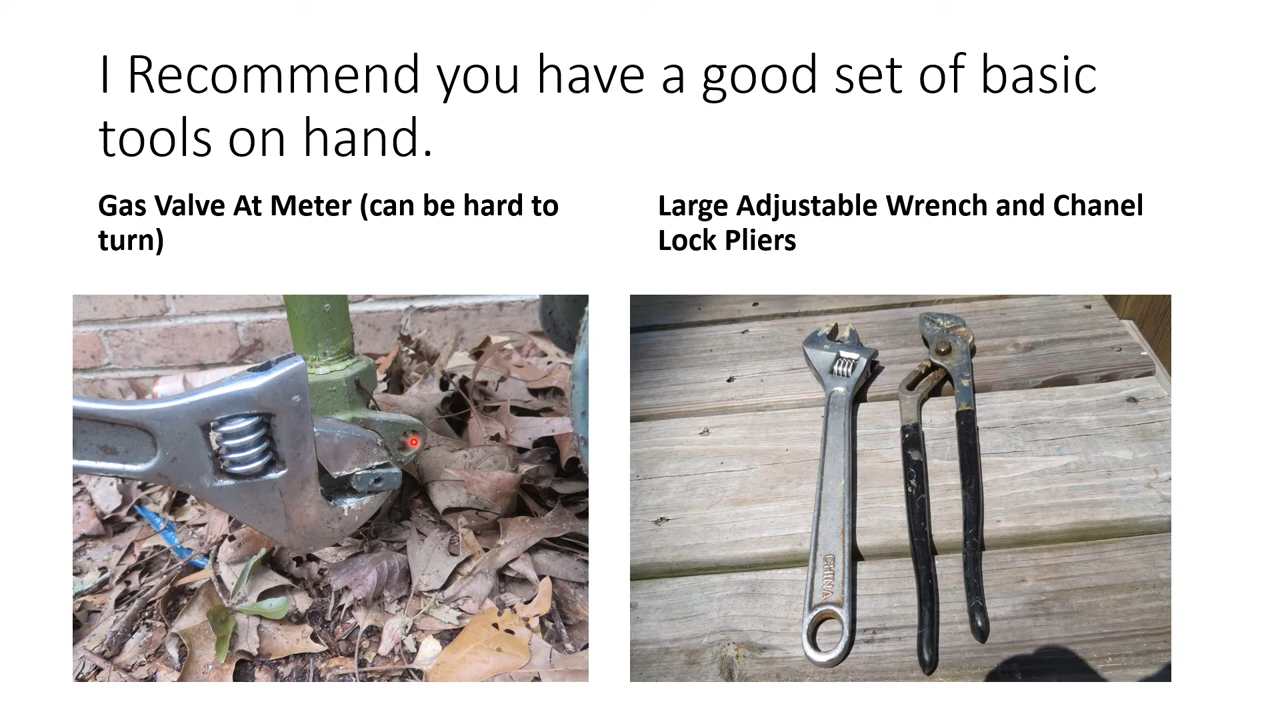 I Recommend you have a good set of basic
tools on hand.
Gas Valve At Meter (can be hard to
turn)
Large Adjustable Wrench and Chanel
Lock Pliers
CHINA